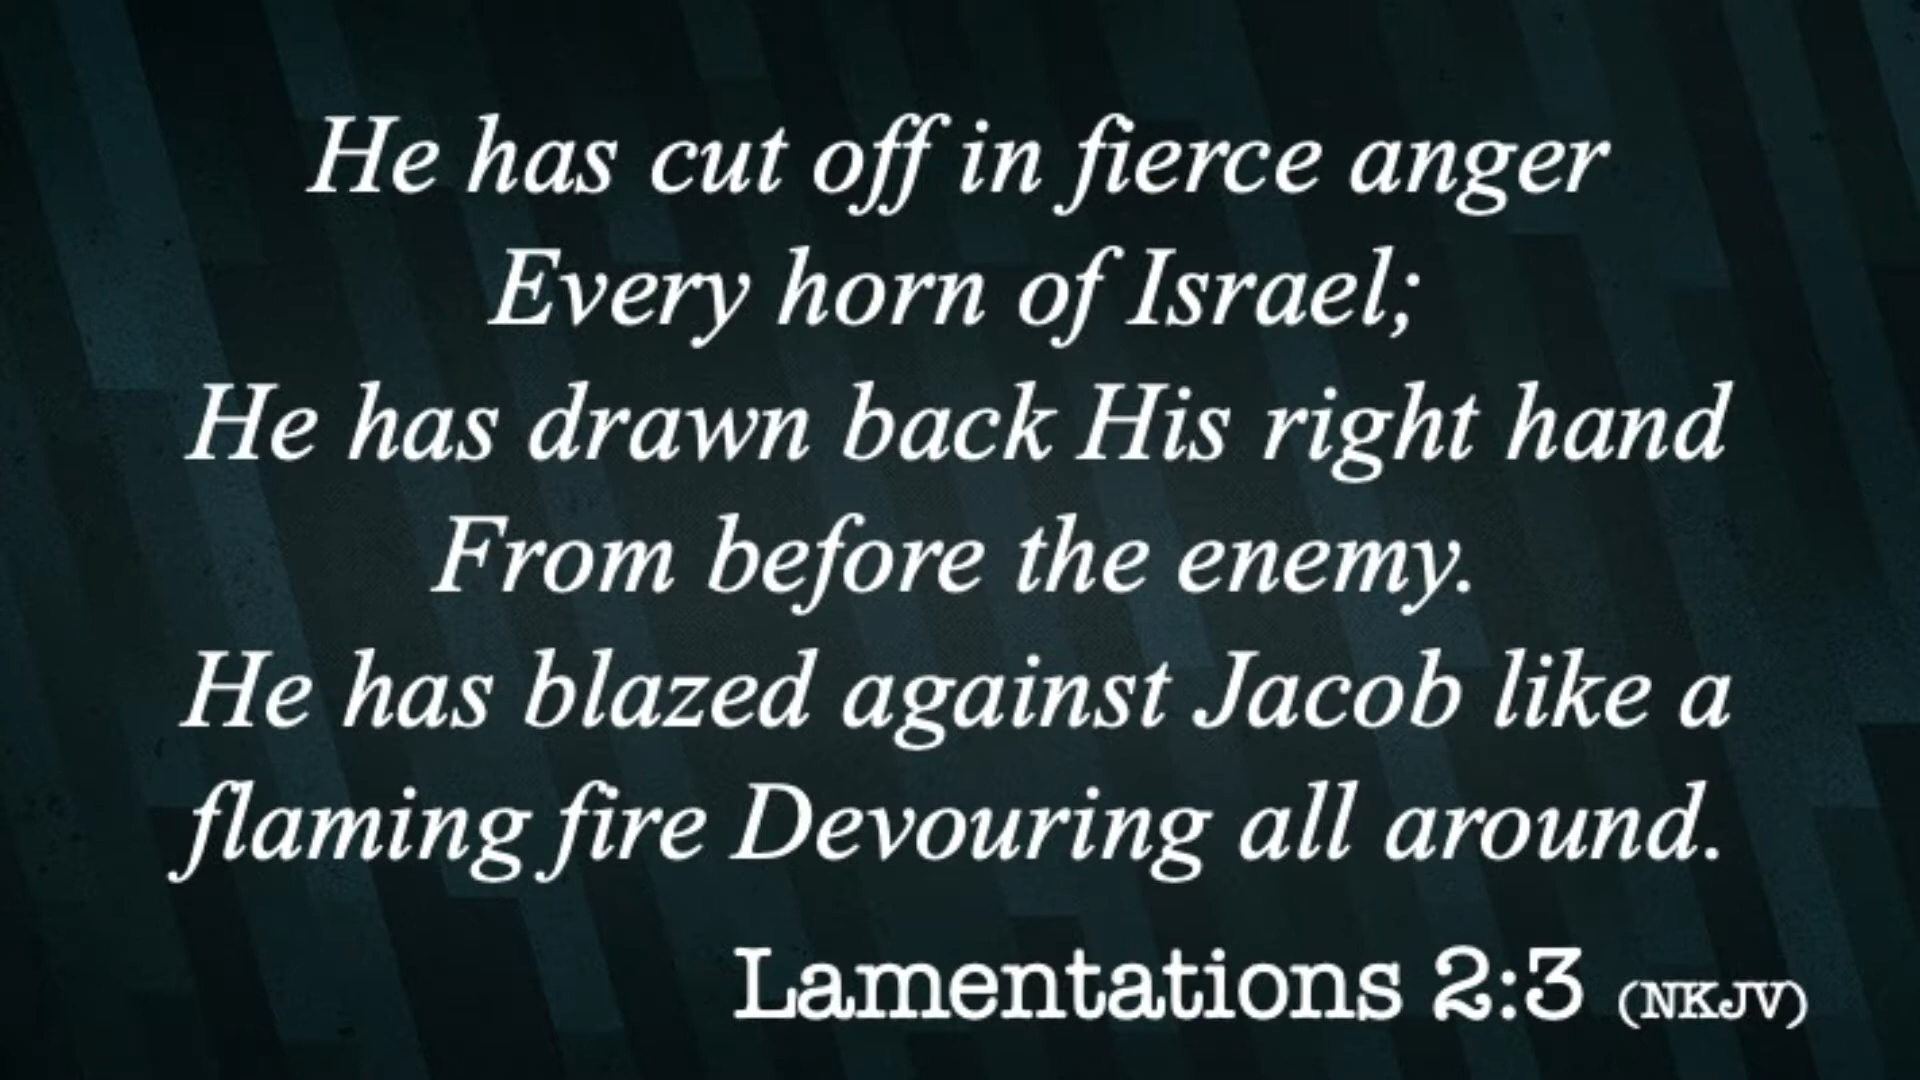 He has cut off in fierce anger
Every horn of Israel;
He has drawn back His right hand
From before the enemy.
He has blazed against Jacob like a
flaming fire Devouring all around.
Lamentations 2:3 (NKJV)